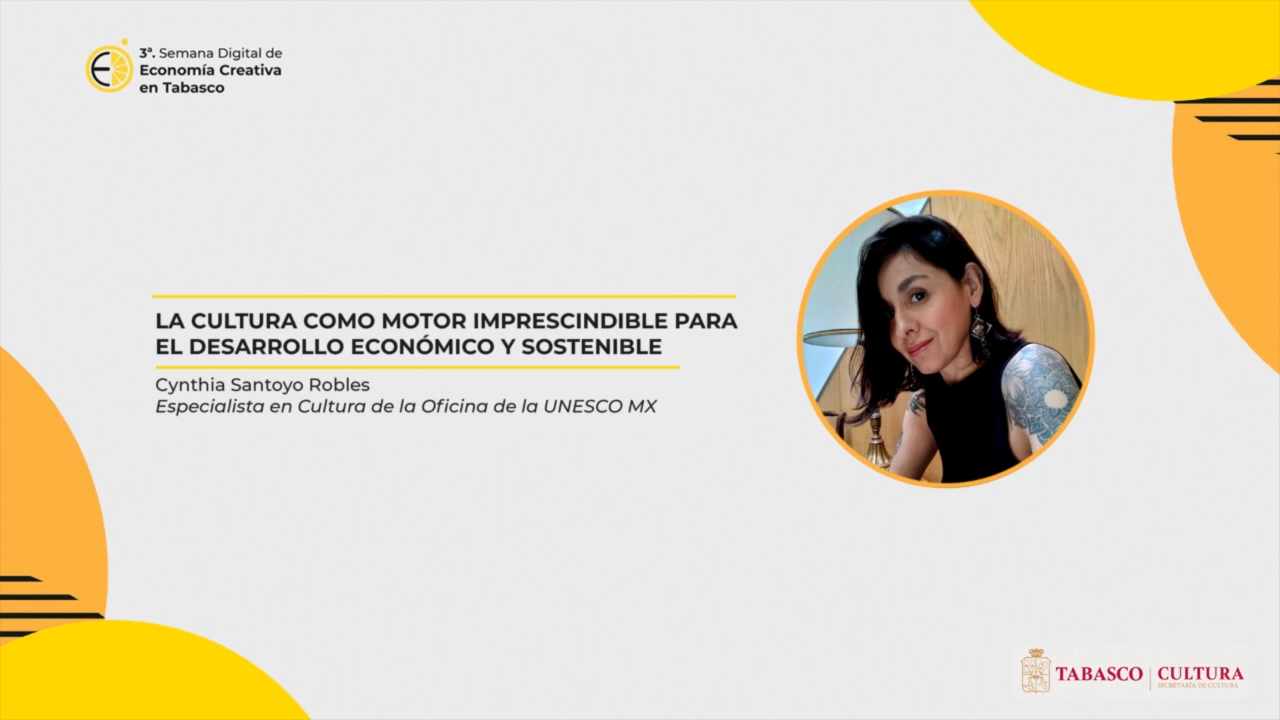 3ª. Semana Digital de
Economía Creativa
en Tabasco
LA CULTURA COMO MOTOR IMPRESCINDIBLE PARA
EL DESARROLLO ECONÓMICO Y SOSTENIBLE
Cynthia Santoyo Robles
Especialista en Cultura de la Oficina de la UNESCO MX
TABASCO | CULTURA
SECRETARÍA DE CULTURA